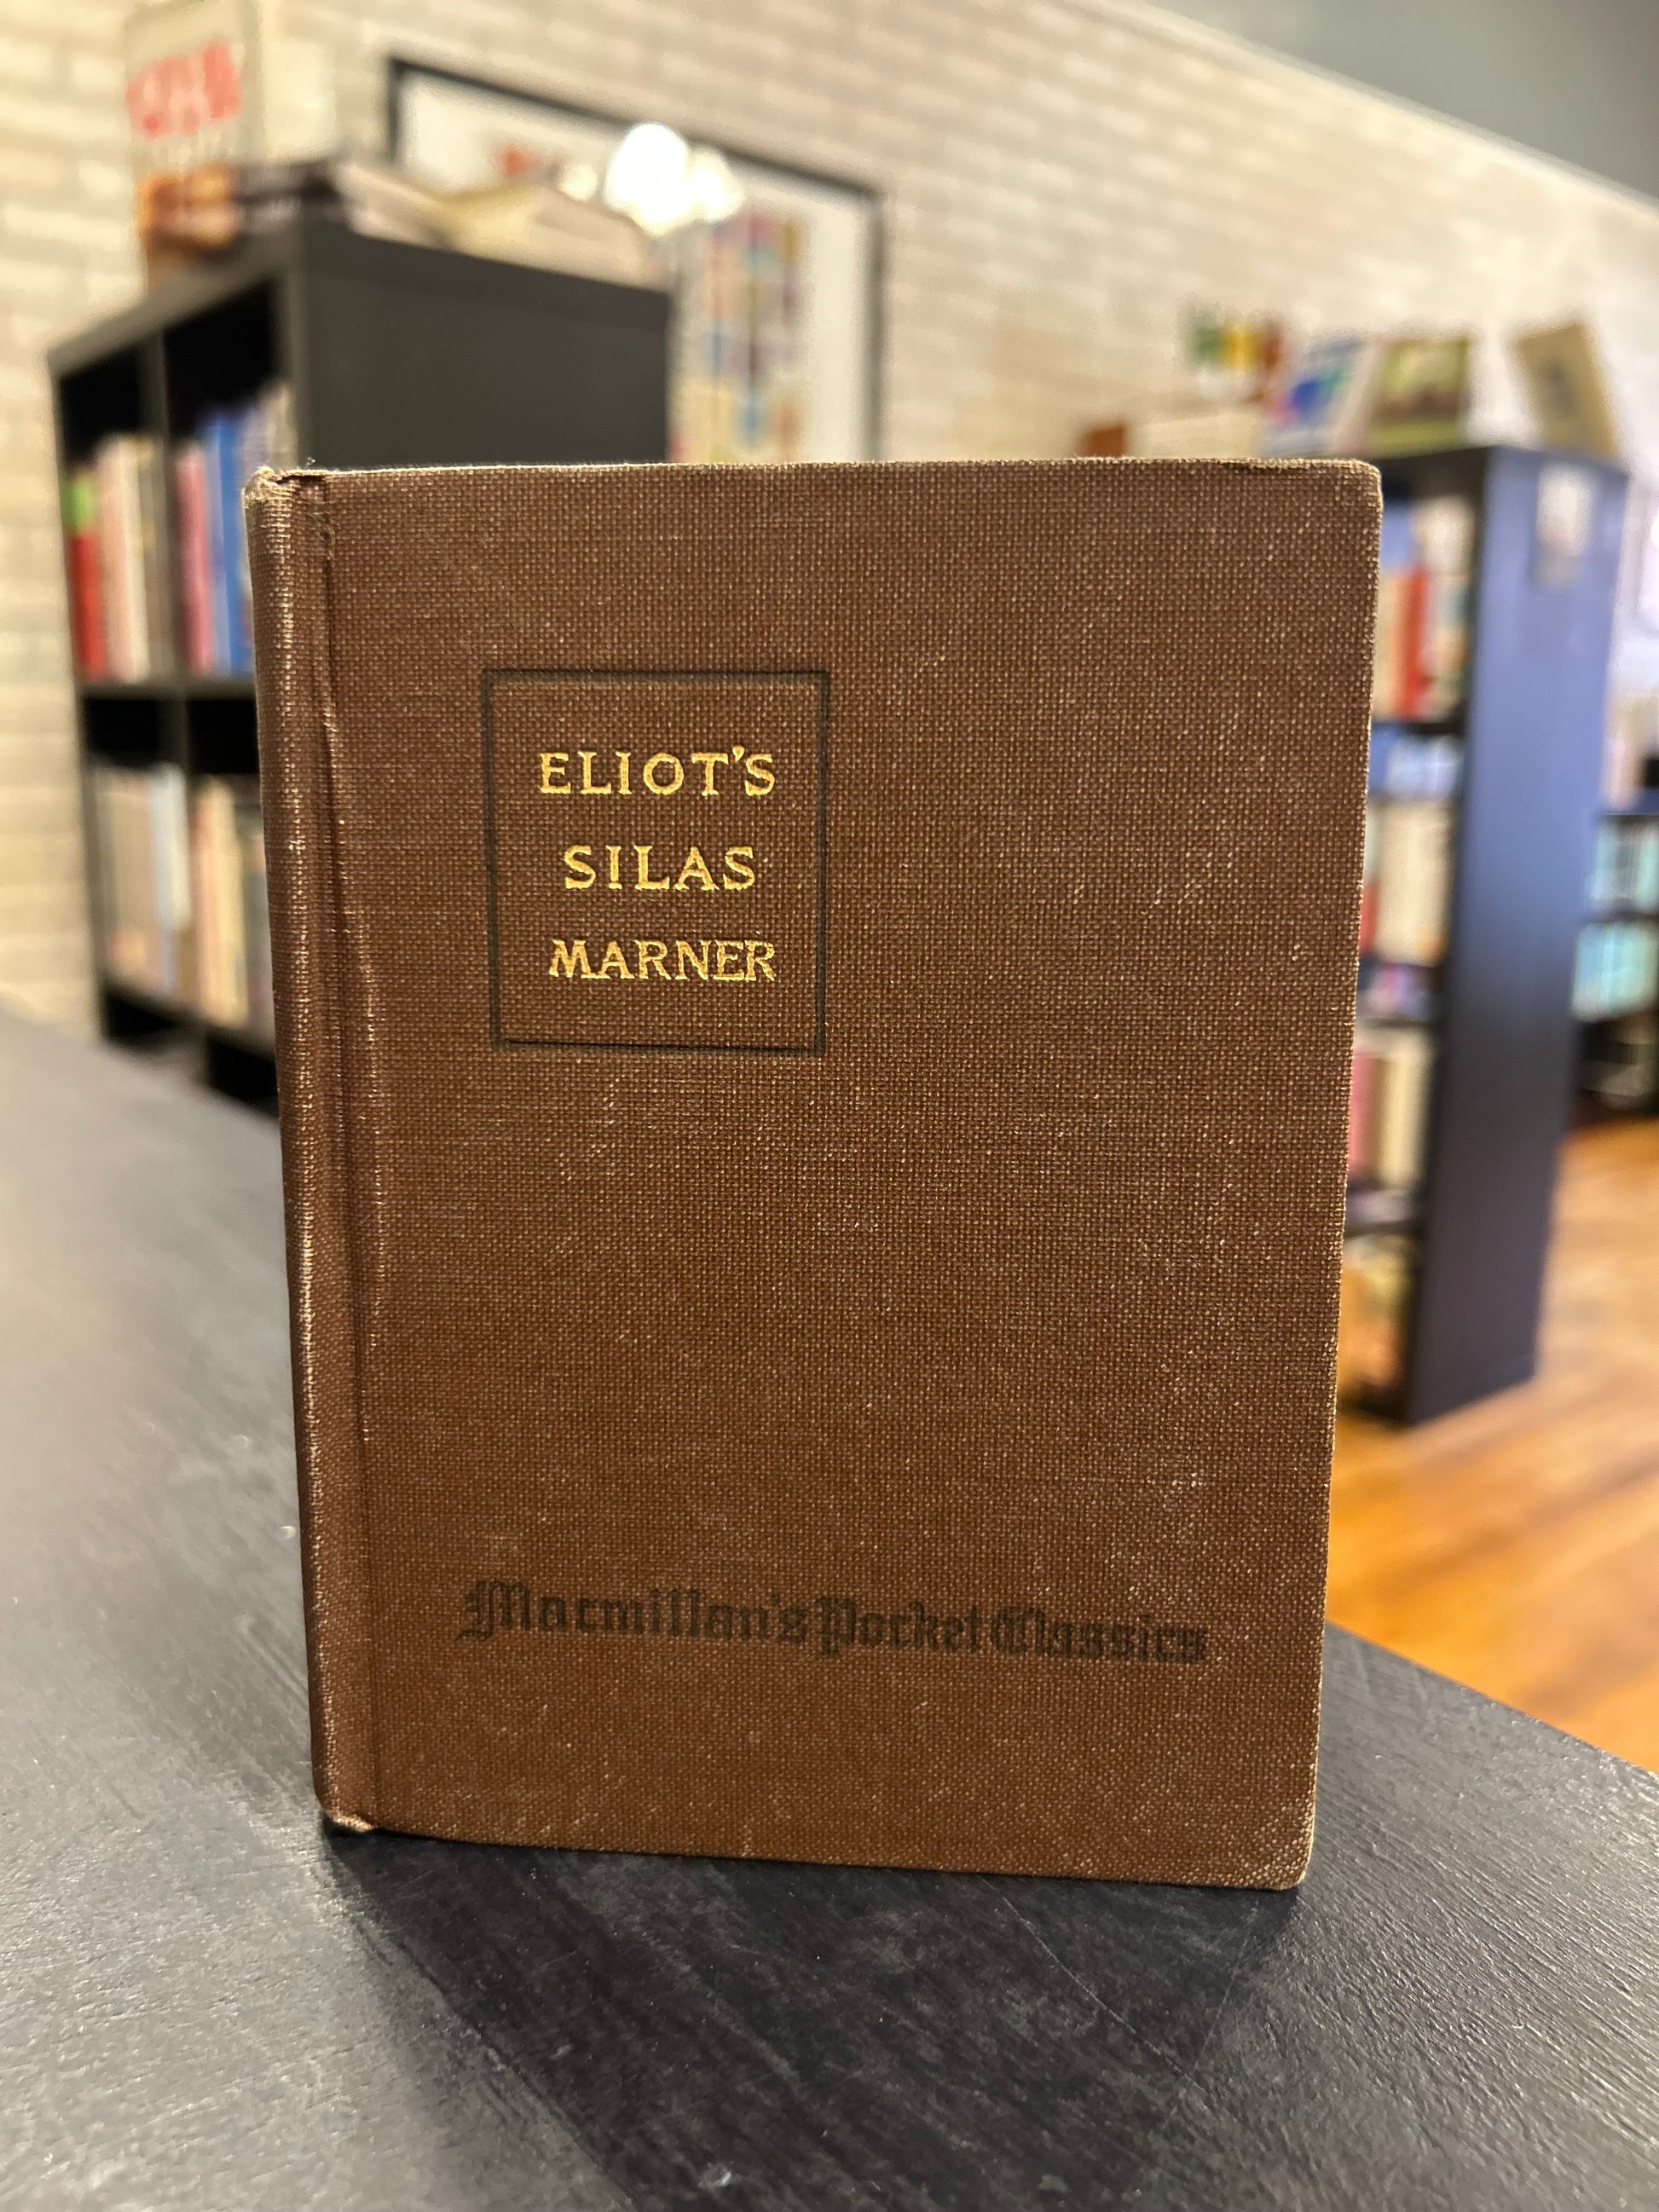 ELIOT'S
SILAS
MARNER
Macmillan's Pocket Classics